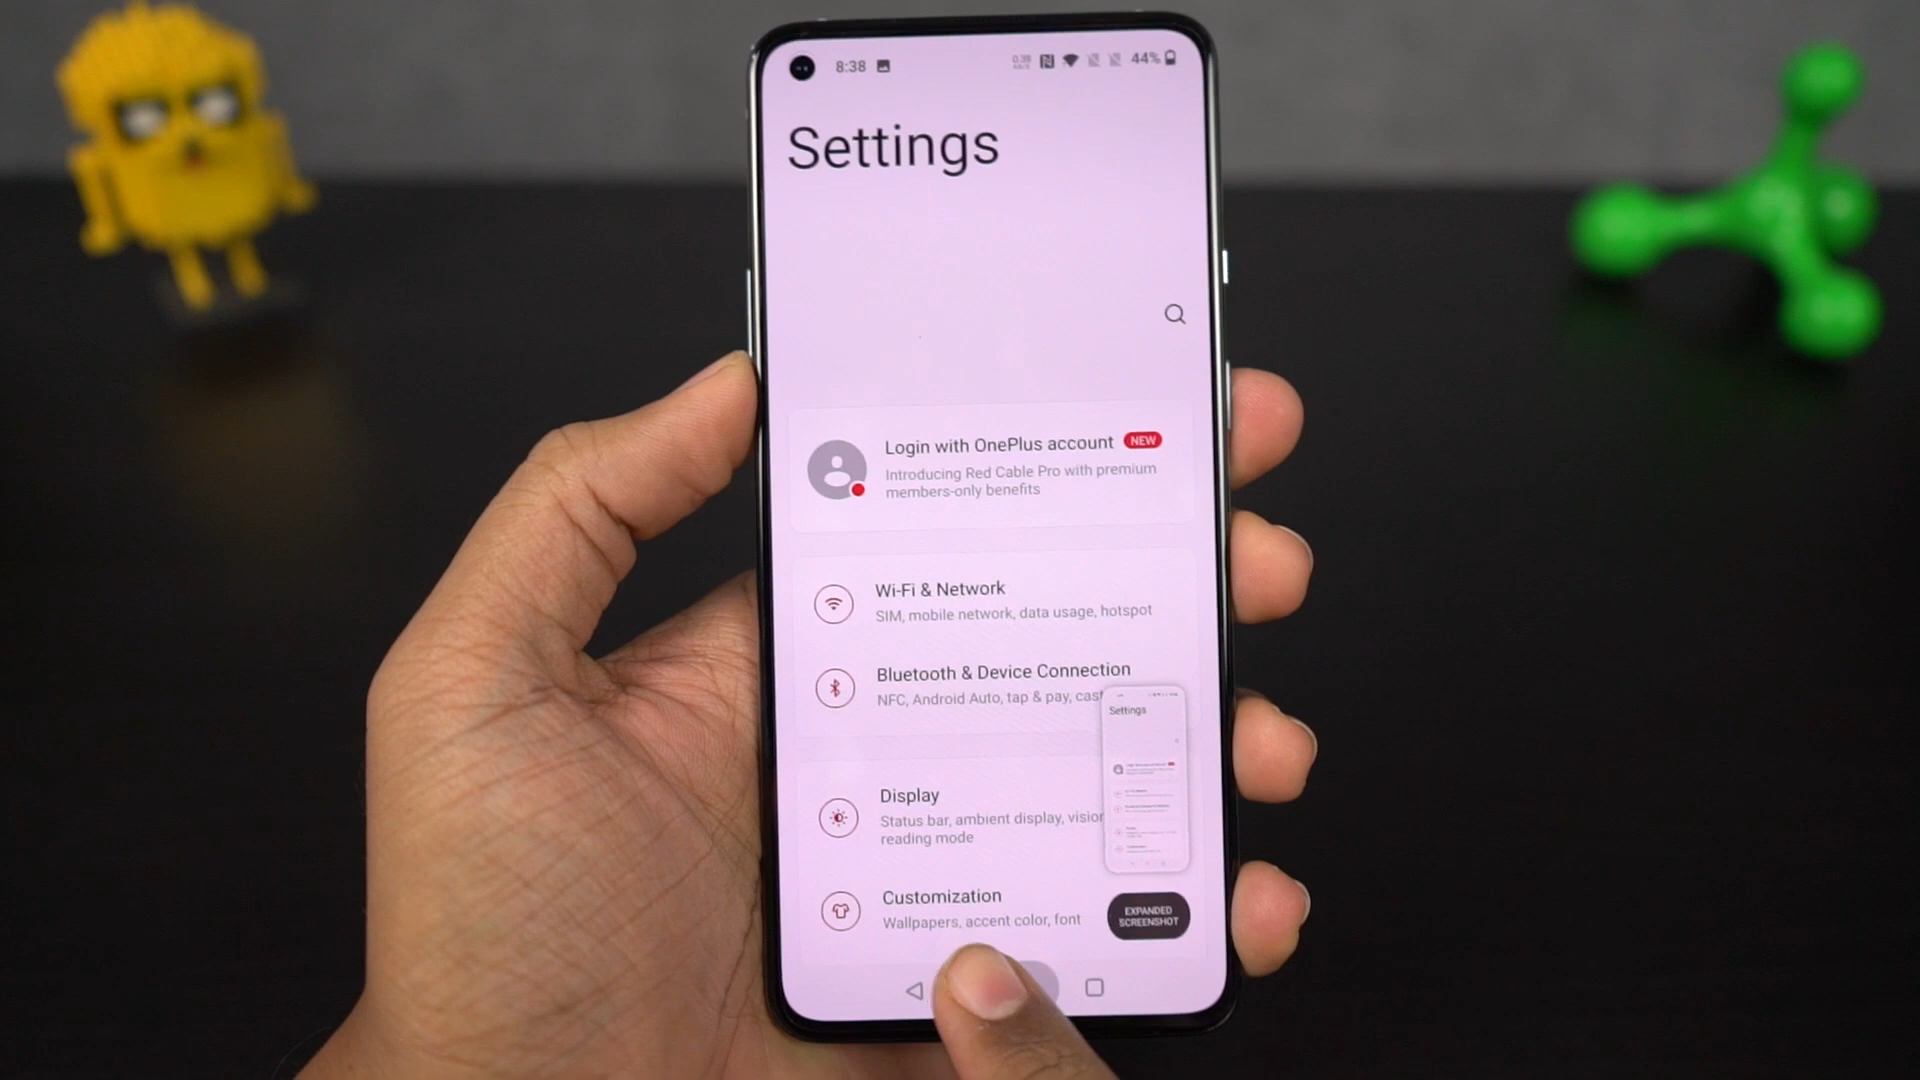 8:38
44%
Settings
Login with OnePlus account NEW
Introducing Red Cable Pro with premium
members-only benefits
Wi-Fi & Network
SIM, mobile network, data usage, hotspot
Bluetooth & Device Connection
NFC, Android Auto, tap & pay, cast
Settings
Display
Status bar, ambient display, vision
reading mode
Customization
Wallpapers, accent color, font
EXPANDED
SCREENSHOT